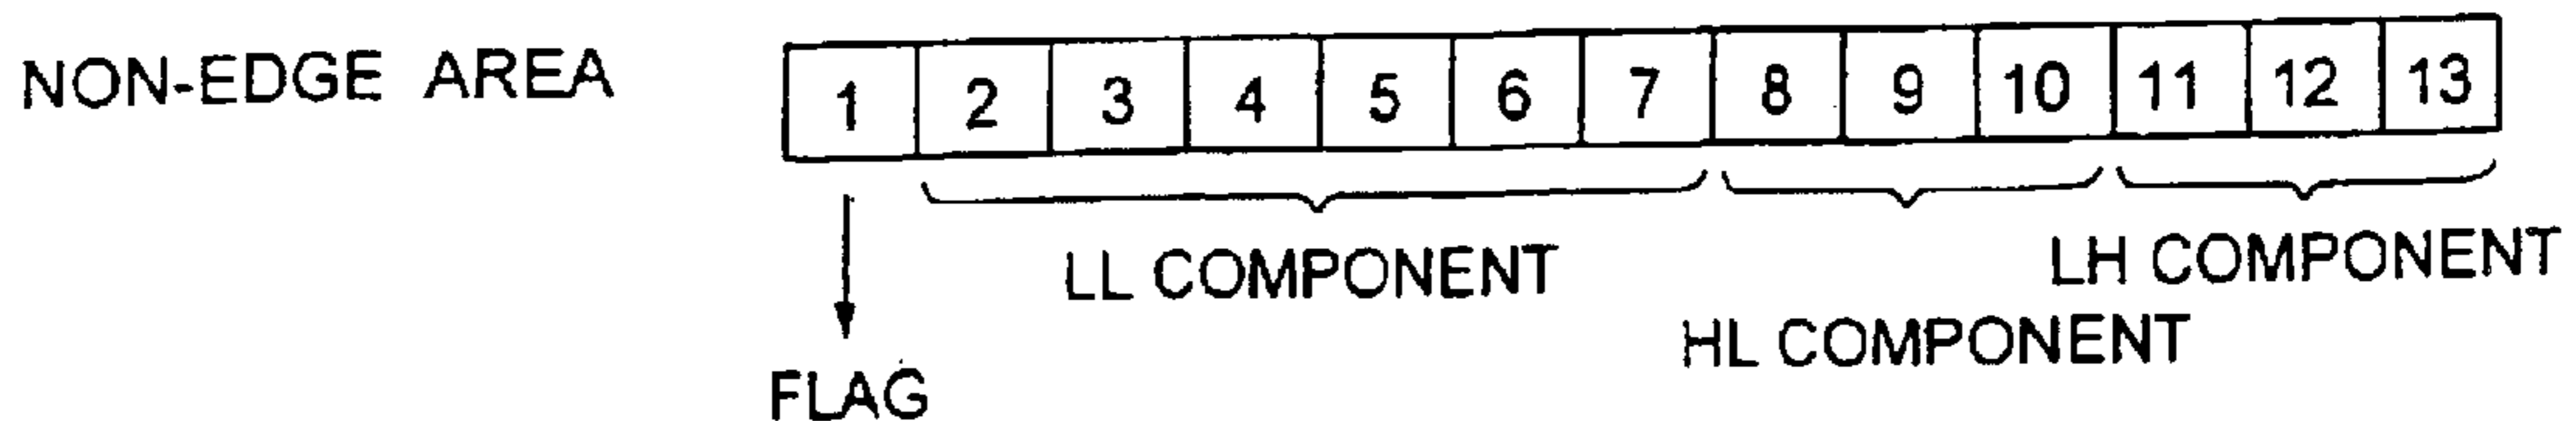 NON-EDGE AREA 1 2 3 4 5 6 7 8 9 10 11 12 13
LL COMPONENT LH COMPONENT
HL COMPONENT
FLAG